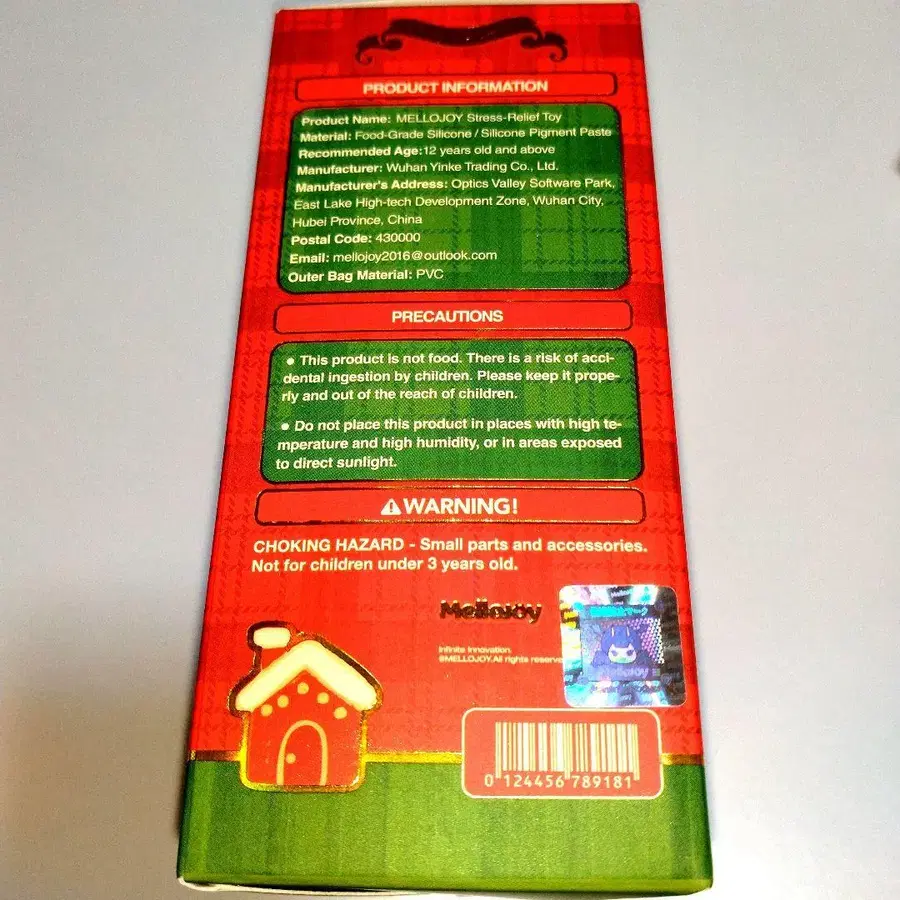 PRODUCT INFORMATION
Product Name: MELLOJOY Stress-Relief Toy
Material: Food-Grade Silicone / Silicone Pigment Paste
Recommended Age:12 years old and above
Manufacturer: Wuhan Yinke Trading Co., Ltd.
Manufacturer's Address: Optics Valley Software Park,
East Lake High-tech Development Zone, Wuhan City,
Hubei Province, China
Postal Code: 430000
Email: mellojoy2016@outlook.com
Outer Bag Material: PVC
PRECAUTIONS
● This product is not food. There is a risk of acci-
dental ingestion by children. Please keep it prope-
rly and out of the reach of children.
● Do not place this product in places with high te-
mperature and high humidity, or in areas exposed
to direct sunlight.
⚠WARNING!
CHOKING HAZARD - Small parts and accessories.
Not for children under 3 years old.
MelloJoy
Infinite Innovation.
©MELLOJOY.All rights reserve
0 124456 789181